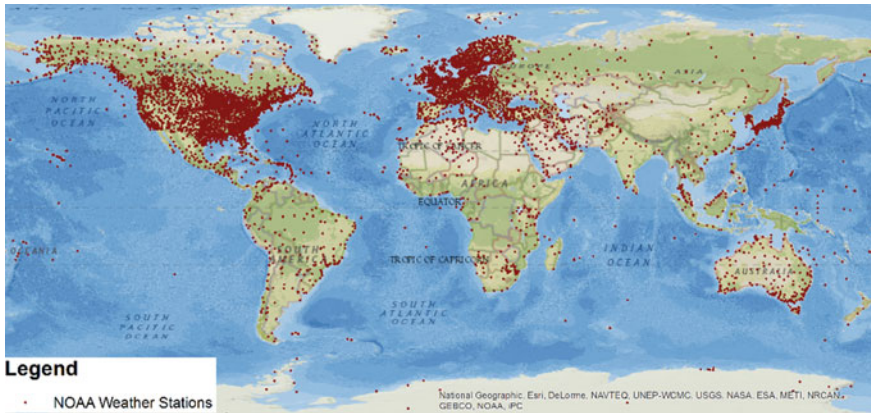 EUROPE
ASIA
NORTH
PACIFIC
OCEAN
NORTH
ATLANTIC
OCEAN
TROPIC OF CANCER
AFRICA
EQUATOR
OCEANIA
SOUTH
AMERICA
TROPIC OF CAPRICORN
INDIAN
OCEAN
AUSTRALIA
SOUTH
PACIFIC
OCEAN
SOUTH
ATLANTIC
OCEAN
Legend
NOAA Weather Stations
National Geographic, Esri, DeLorme, NAVTEQ, UNEP-WCMC, USGS, NASA, ESA, METI, NRCAN,
GEBCO, NOAA, iPC